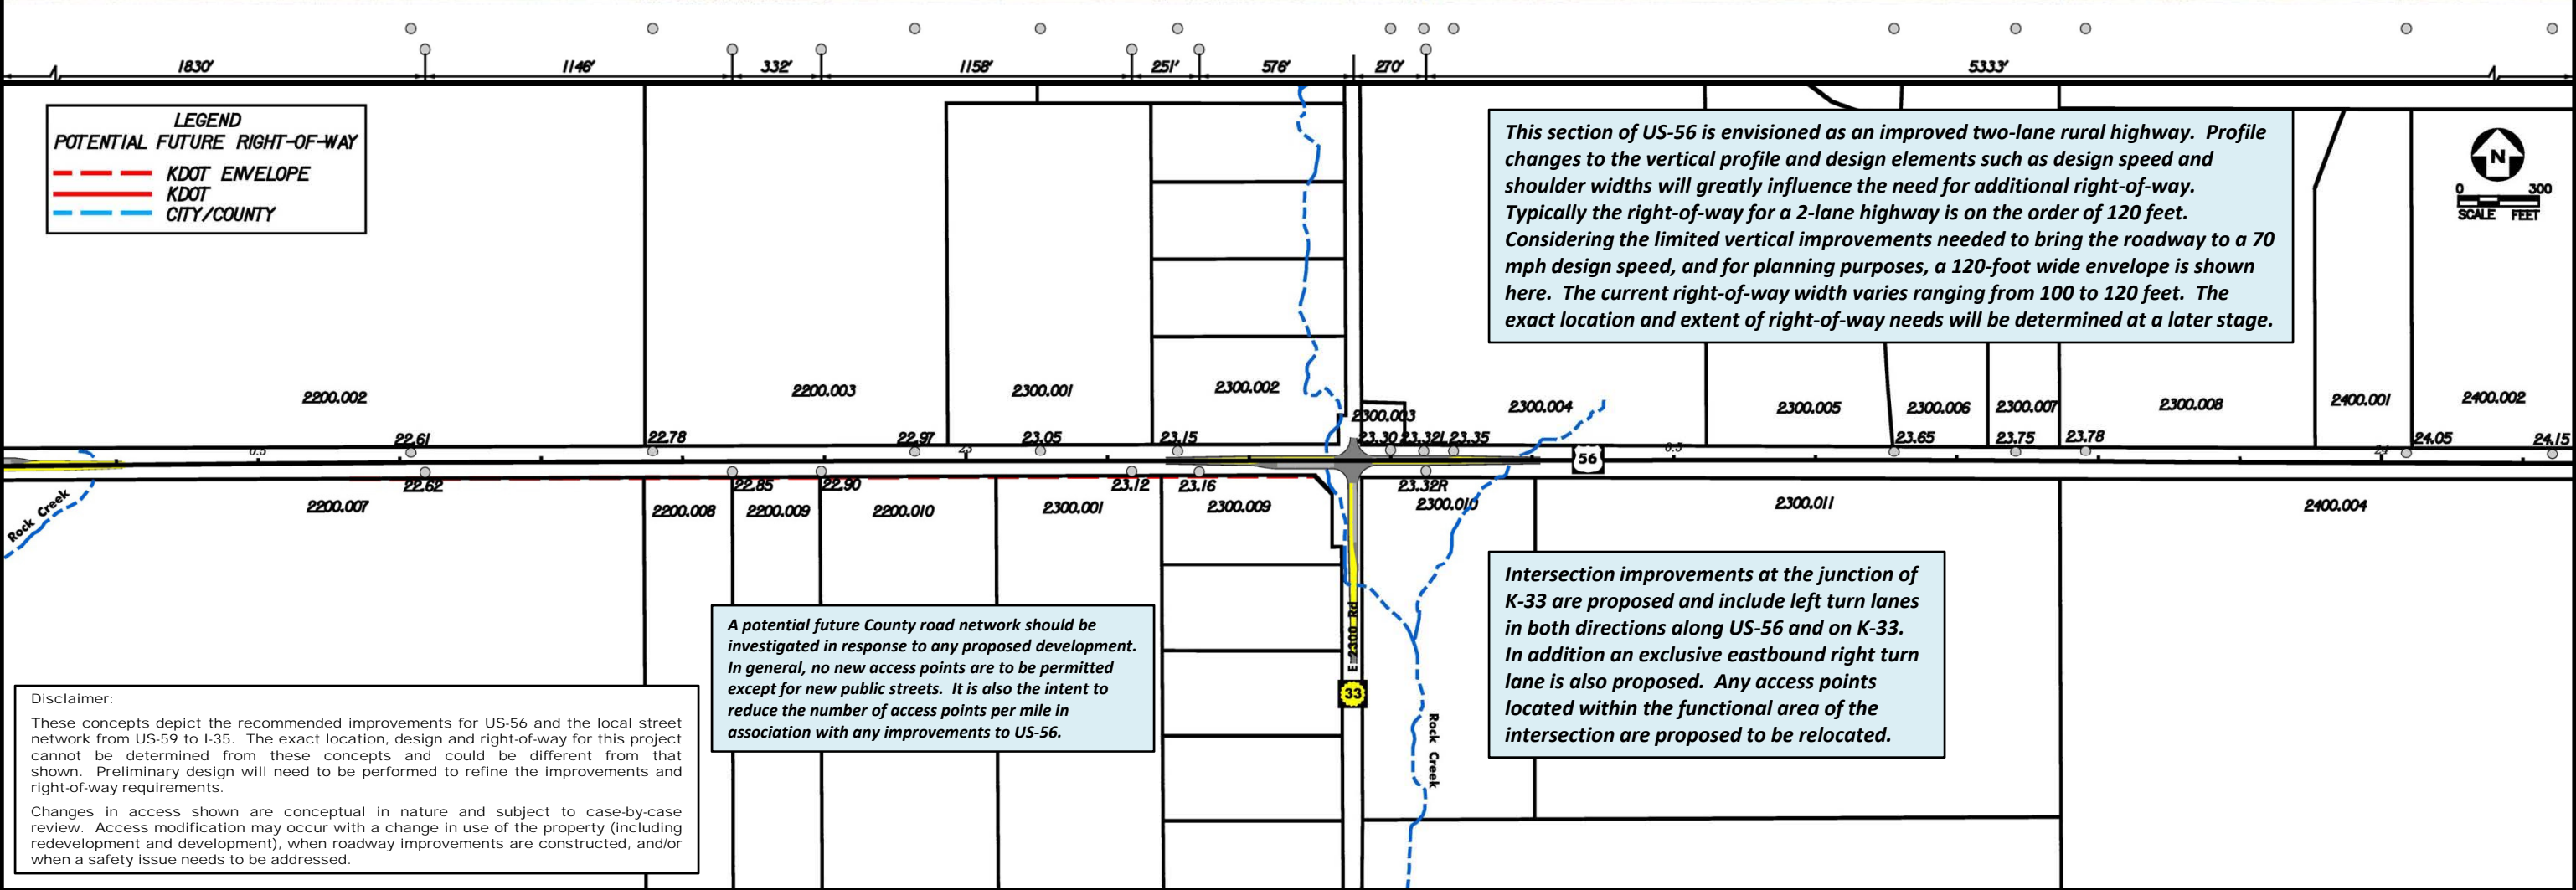 1830' 1146' 332' 1158' 251' 576' 270' 5333'
LEGEND
POTENTIAL FUTURE RIGHT-OF-WAY
KDOT ENVELOPE
KDOT
CITY/COUNTY
This section of US-56 is envisioned as an improved two-lane rural highway. Profile
changes to the vertical profile and design elements such as design speed and
shoulder widths will greatly influence the need for additional right-of-way.
Typically the right-of-way for a 2-lane highway is on the order of 120 feet.
Considering the limited vertical improvements needed to bring the roadway to a 70
mph design speed, and for planning purposes, a 120-foot wide envelope is shown
here. The current right-of-way width varies ranging from 100 to 120 feet. The
exact location and extent of right-of-way needs will be determined at a later stage.
N
0 300
SCALE FEET
2200.002 2200.003 2300.001 2300.002 2300.003 2300.004 2300.005 2300.006 2300.007 2300.008 2400.001 2400.002
22.61 22.78 22.97 23.05 23.15 23.30 23.32L 23.35 23.65 23.75 23.78 24.05 24.15
0.5 23 56 0.5 24
22.62 22.85 22.90 23.12 23.16 23.32R
2200.007 2200.008 2200.009 2200.010 2300.001 2300.009 2300.010 2300.011 2400.004
Rock Creek
A potential future County road network should be
investigated in response to any proposed development.
In general, no new access points are to be permitted
except for new public streets. It is also the intent to
reduce the number of access points per mile in
association with any improvements to US-56.
E 2300 Rd
33
Rock Creek
Intersection improvements at the junction of
K-33 are proposed and include left turn lanes
in both directions along US-56 and on K-33.
In addition an exclusive eastbound right turn
lane is also proposed. Any access points
located within the functional area of the
intersection are proposed to be relocated.
Disclaimer:
These concepts depict the recommended improvements for US-56 and the local street
network from US-59 to I-35. The exact location, design and right-of-way for this project
cannot be determined from these concepts and could be different from that
shown. Preliminary design will need to be performed to refine the improvements and
right-of-way requirements.
Changes in access shown are conceptual in nature and subject to case-by-case
review. Access modification may occur with a change in use of the property (including
redevelopment and development), when roadway improvements are constructed, and/or
when a safety issue needs to be addressed.